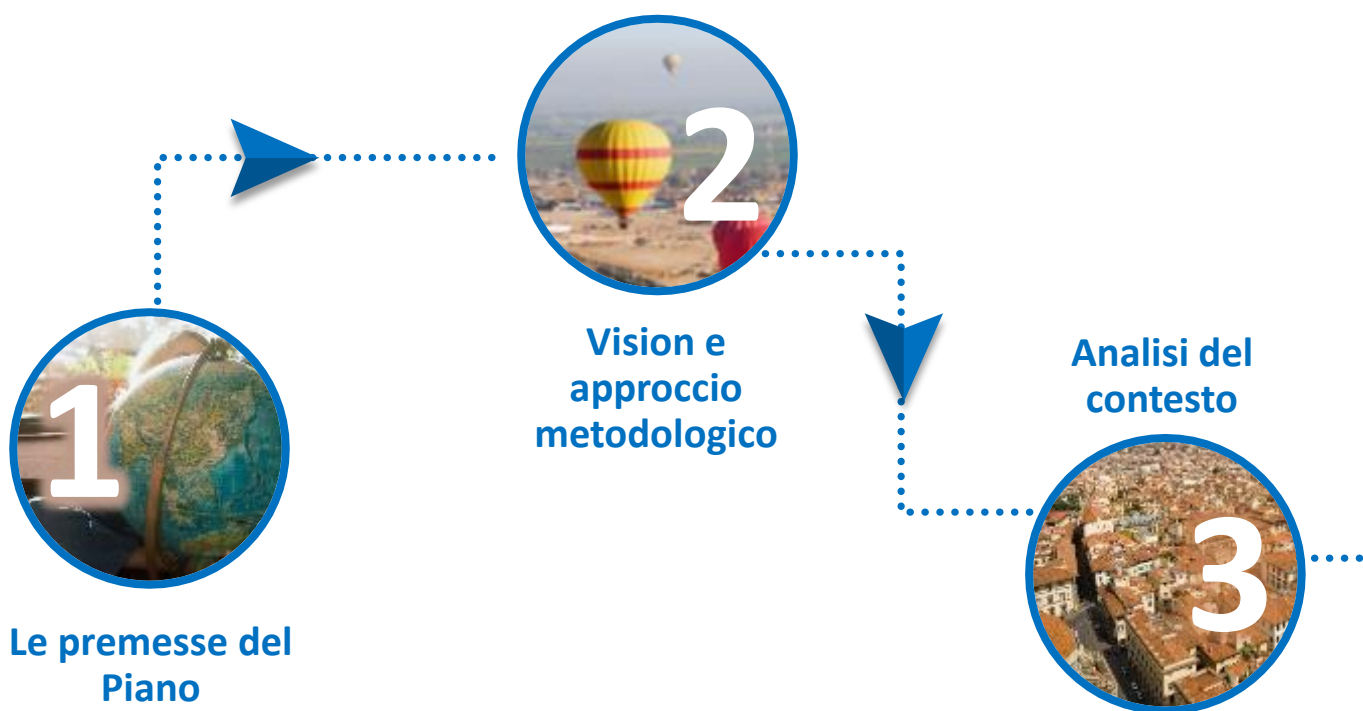 1
Le premesse del
Piano
2
Vision e
approccio
metodologico
Analisi del
contesto
3